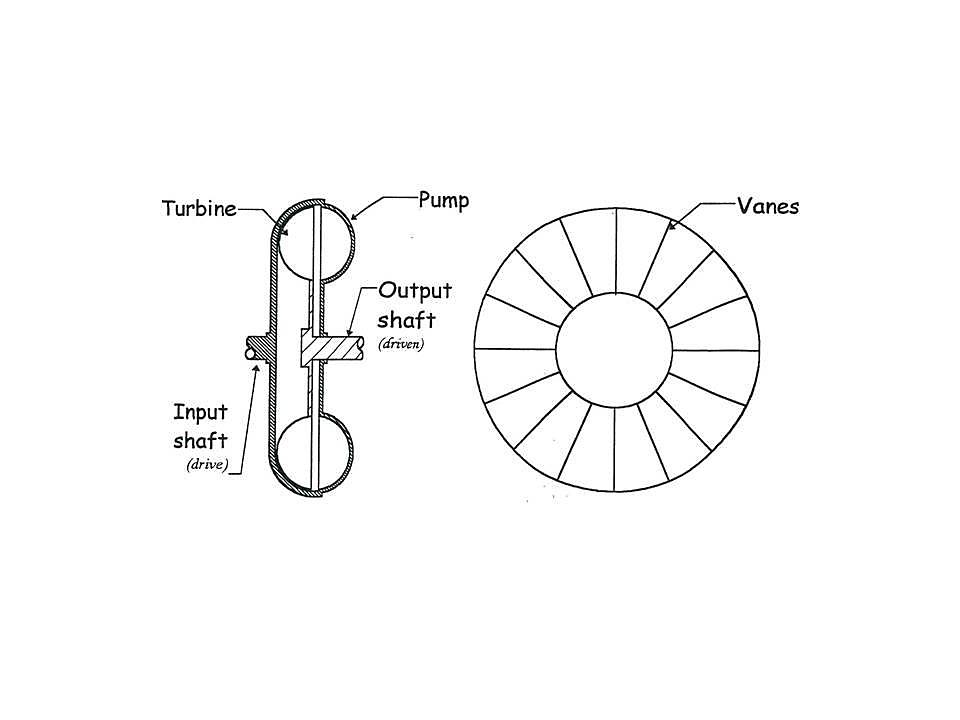 Turbine
Pump
Vanes
Output
shaft
(driven)
Input
shaft
(drive)